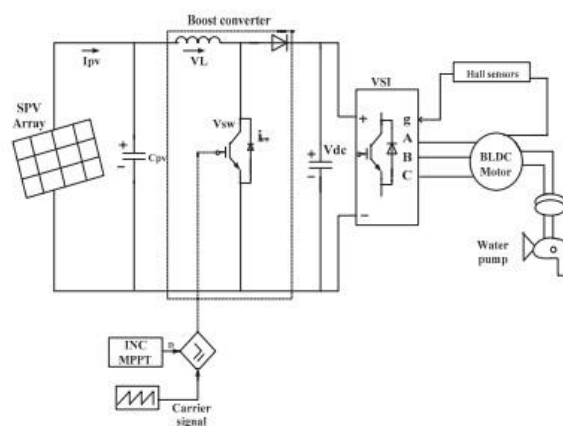 Boost converter
Ipv
VL
VSI
Hall sensors
SPV
Array
Vsw
g
A
B
C
+
-
Cpv
+
-
Vdc
+
-
BLDC
Motor
Water
pump
INC
MPPT
D
≥
Carrier
signal